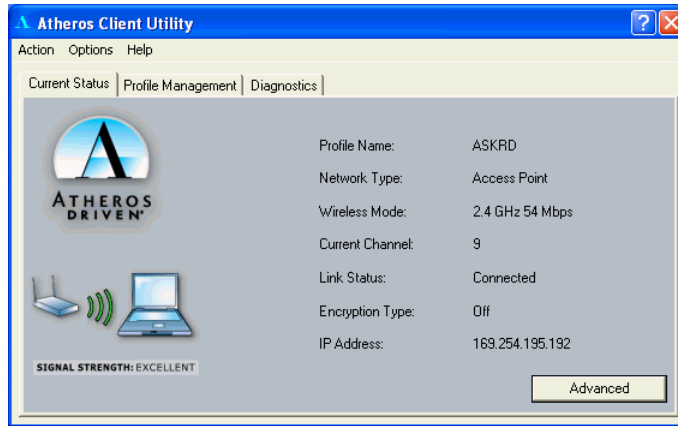 Atheros Client Utility
Action Options Help
Current Status Profile Management Diagnostics
ATHEROS
DRIVEN
Profile Name: ASKRD
Network Type: Access Point
Wireless Mode: 2.4 GHz 54 Mbps
Current Channel: 9
Link Status: Connected
Encryption Type: Off
IP Address: 169.254.195.192
SIGNAL STRENGTH: EXCELLENT
Advanced